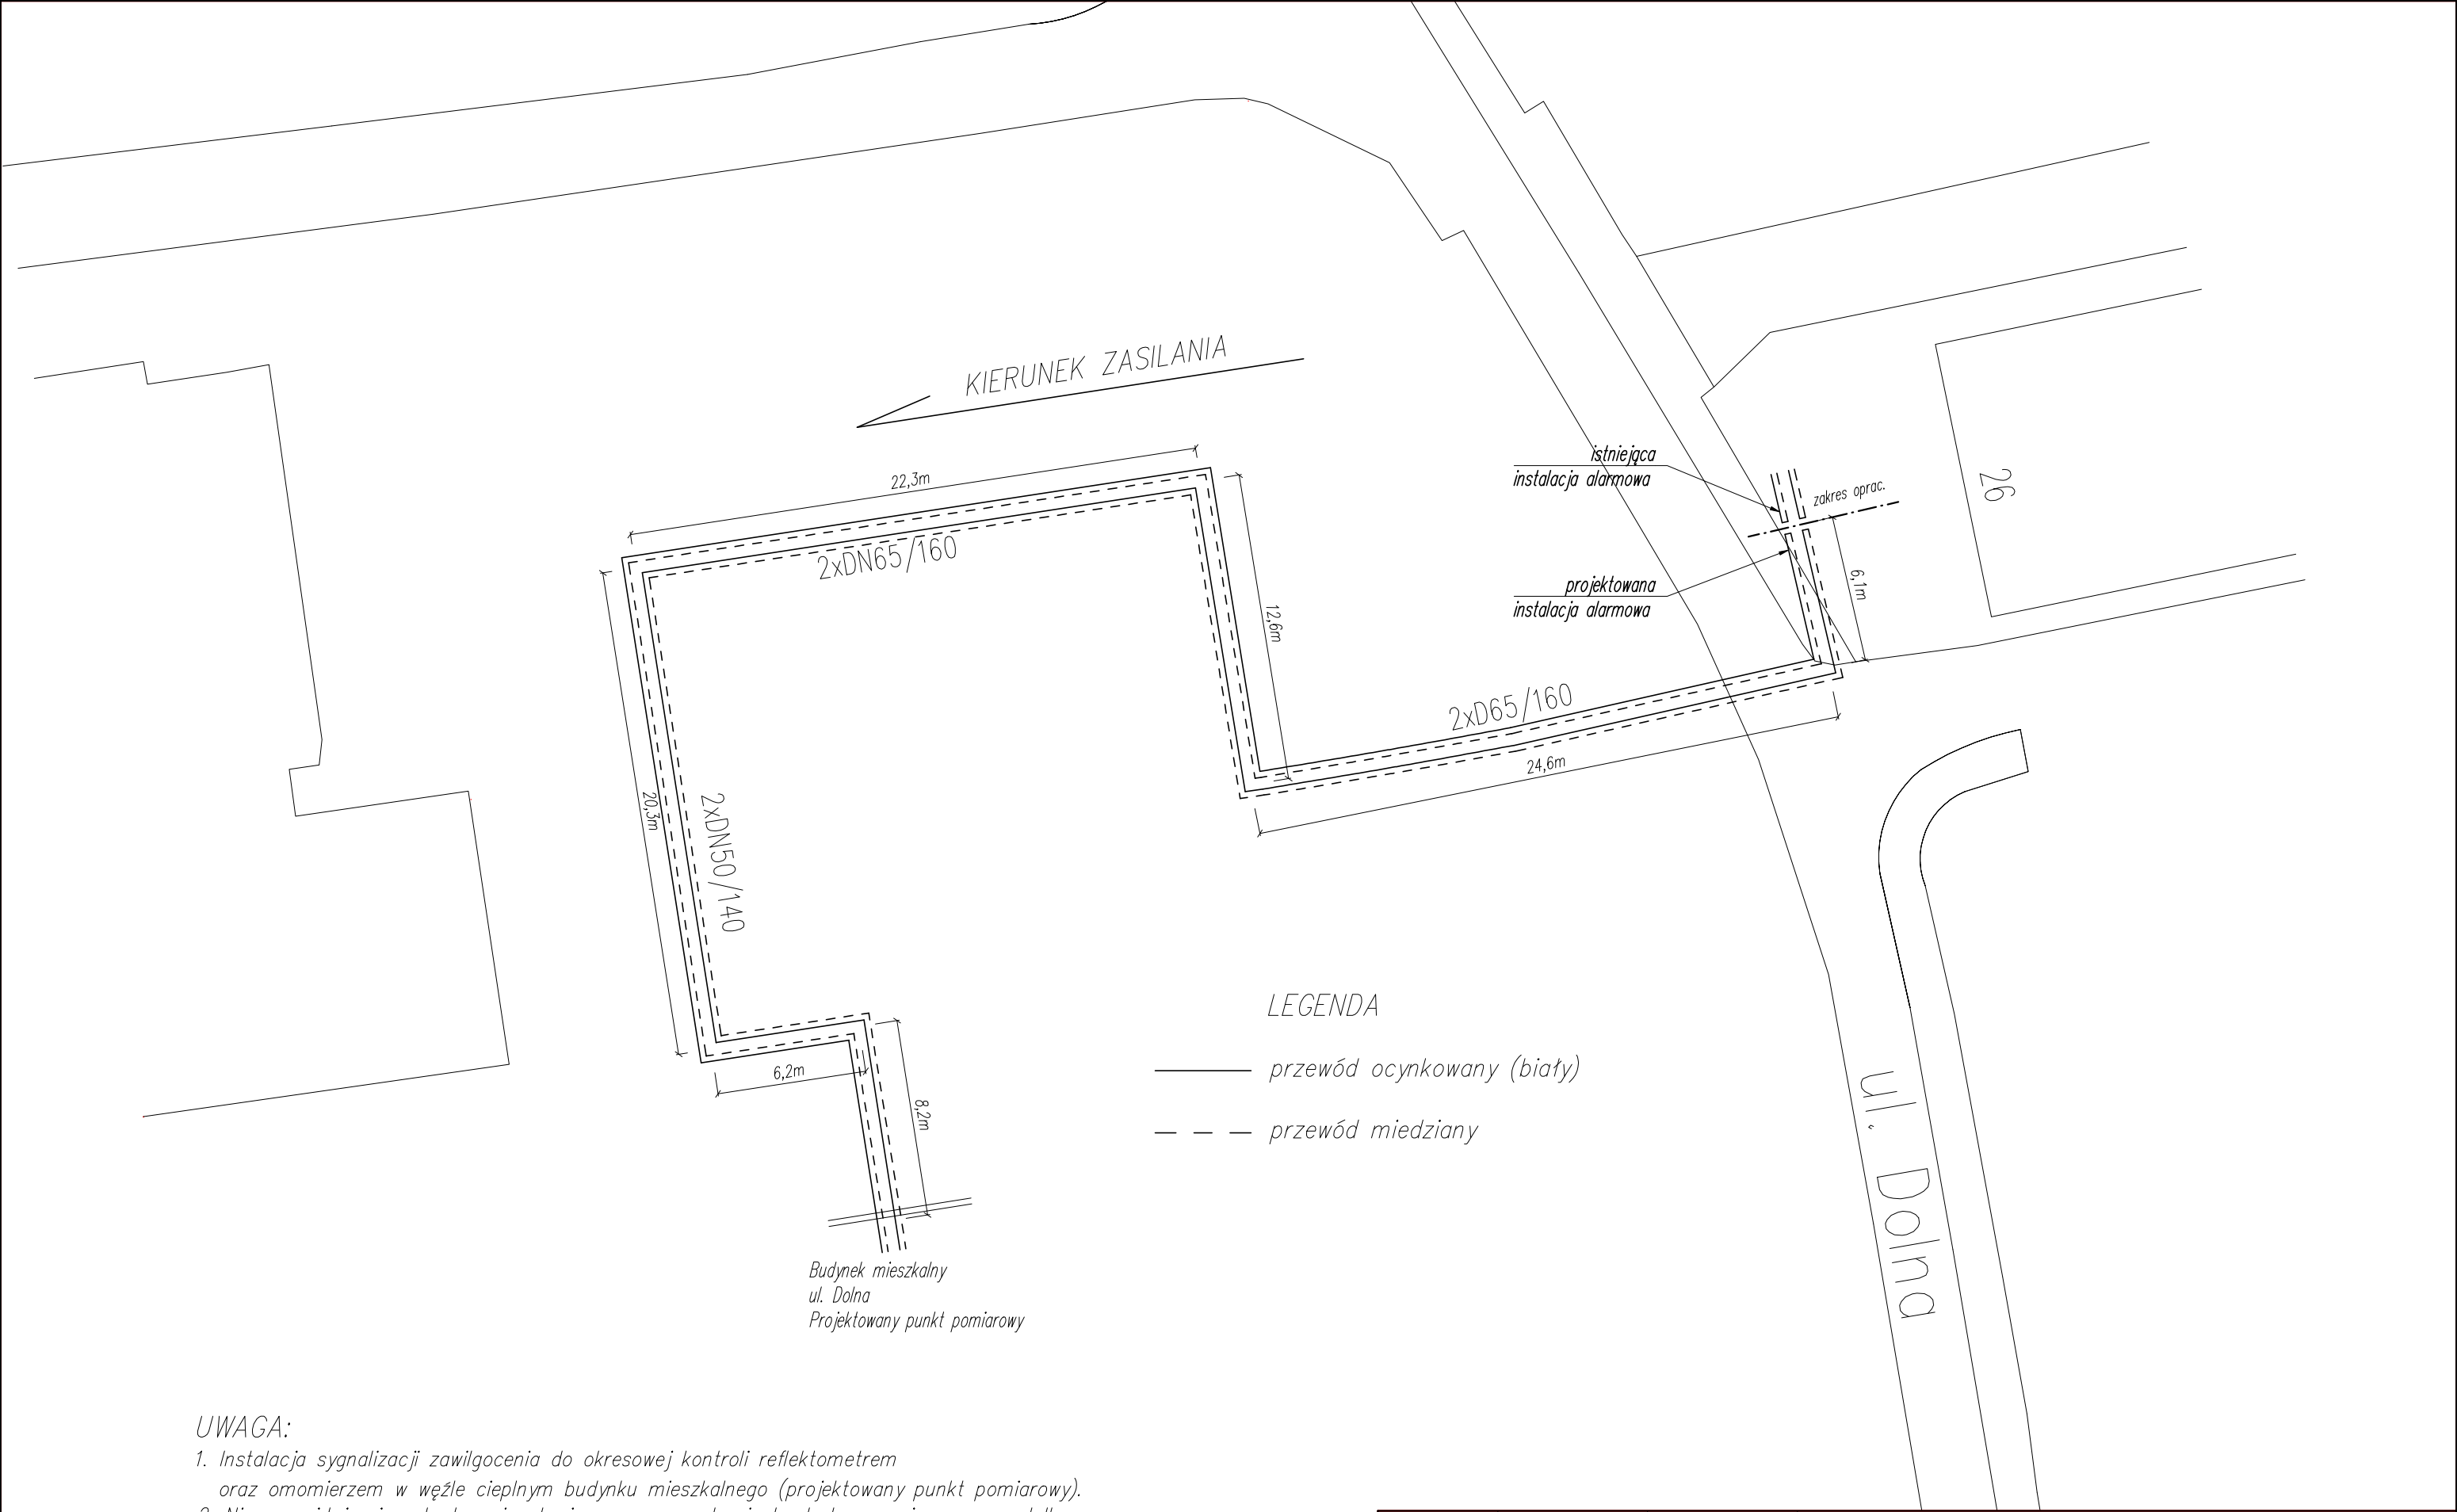 KIERUNEK ZASILANIA
22,3m
2xDN65/160
12,6m
istniejąca
instalacja alarmowa
zakres oprac.
26
projektowana
instalacja alarmowa
6,1m
2xD65/160
24,6m
20,3m
2xDN50/140
6,2m
8,2m
LEGENDA
przewód ocynkowany (biały)
przewód miedziany
ul. Dolna
Budynek mieszkalny
ul. Dolna
Projektowany punkt pomiarowy
UWAGA:
1. Instalacja sygnalizacji zawilgocenia do okresowej kontroli reflektometrem
oraz omomierzem w węźle cieplnym budynku mieszkalnego (projektowany punkt pomiarowy).